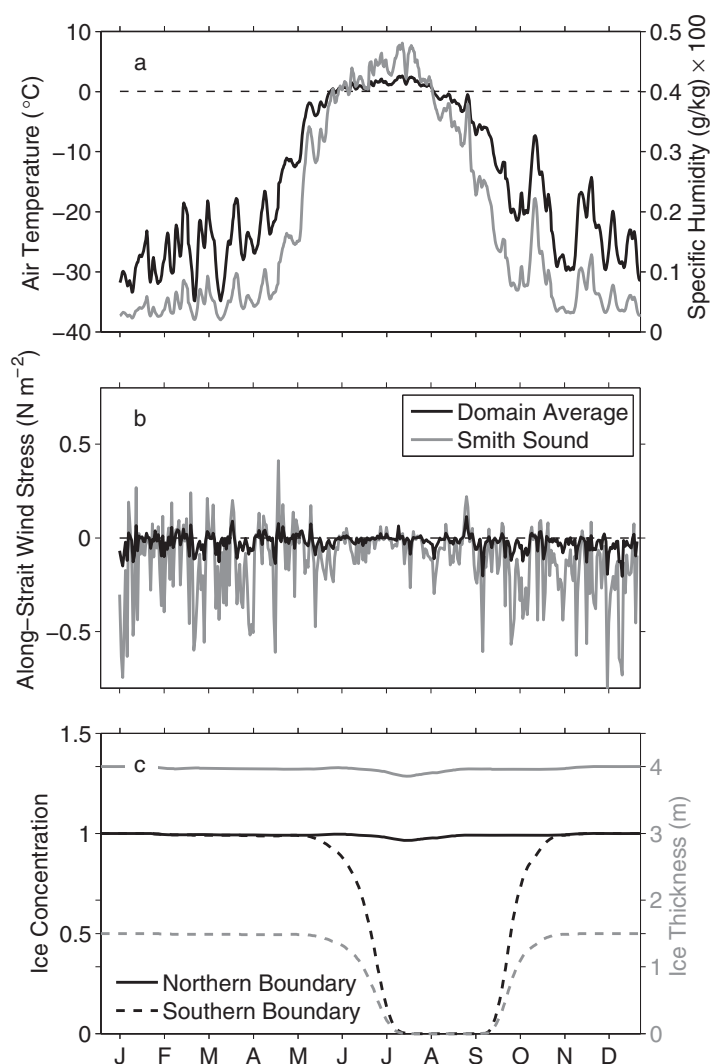 a
10
0
−10
−20
−30
−40
Air Temperature (°C)
0.5
0.4
0.3
0.2
0.1
0
Specific Humidity (g/kg) × 100
b
0.5
0
−0.5
Along−Strait Wind Stress (N m−2)
Domain Average
Smith Sound
c
1.5
1
0.5
0
Ice Concentration
4
3
2
1
0
Ice Thickness (m)
Northern Boundary
Southern Boundary
J F M A M J J A S O N D